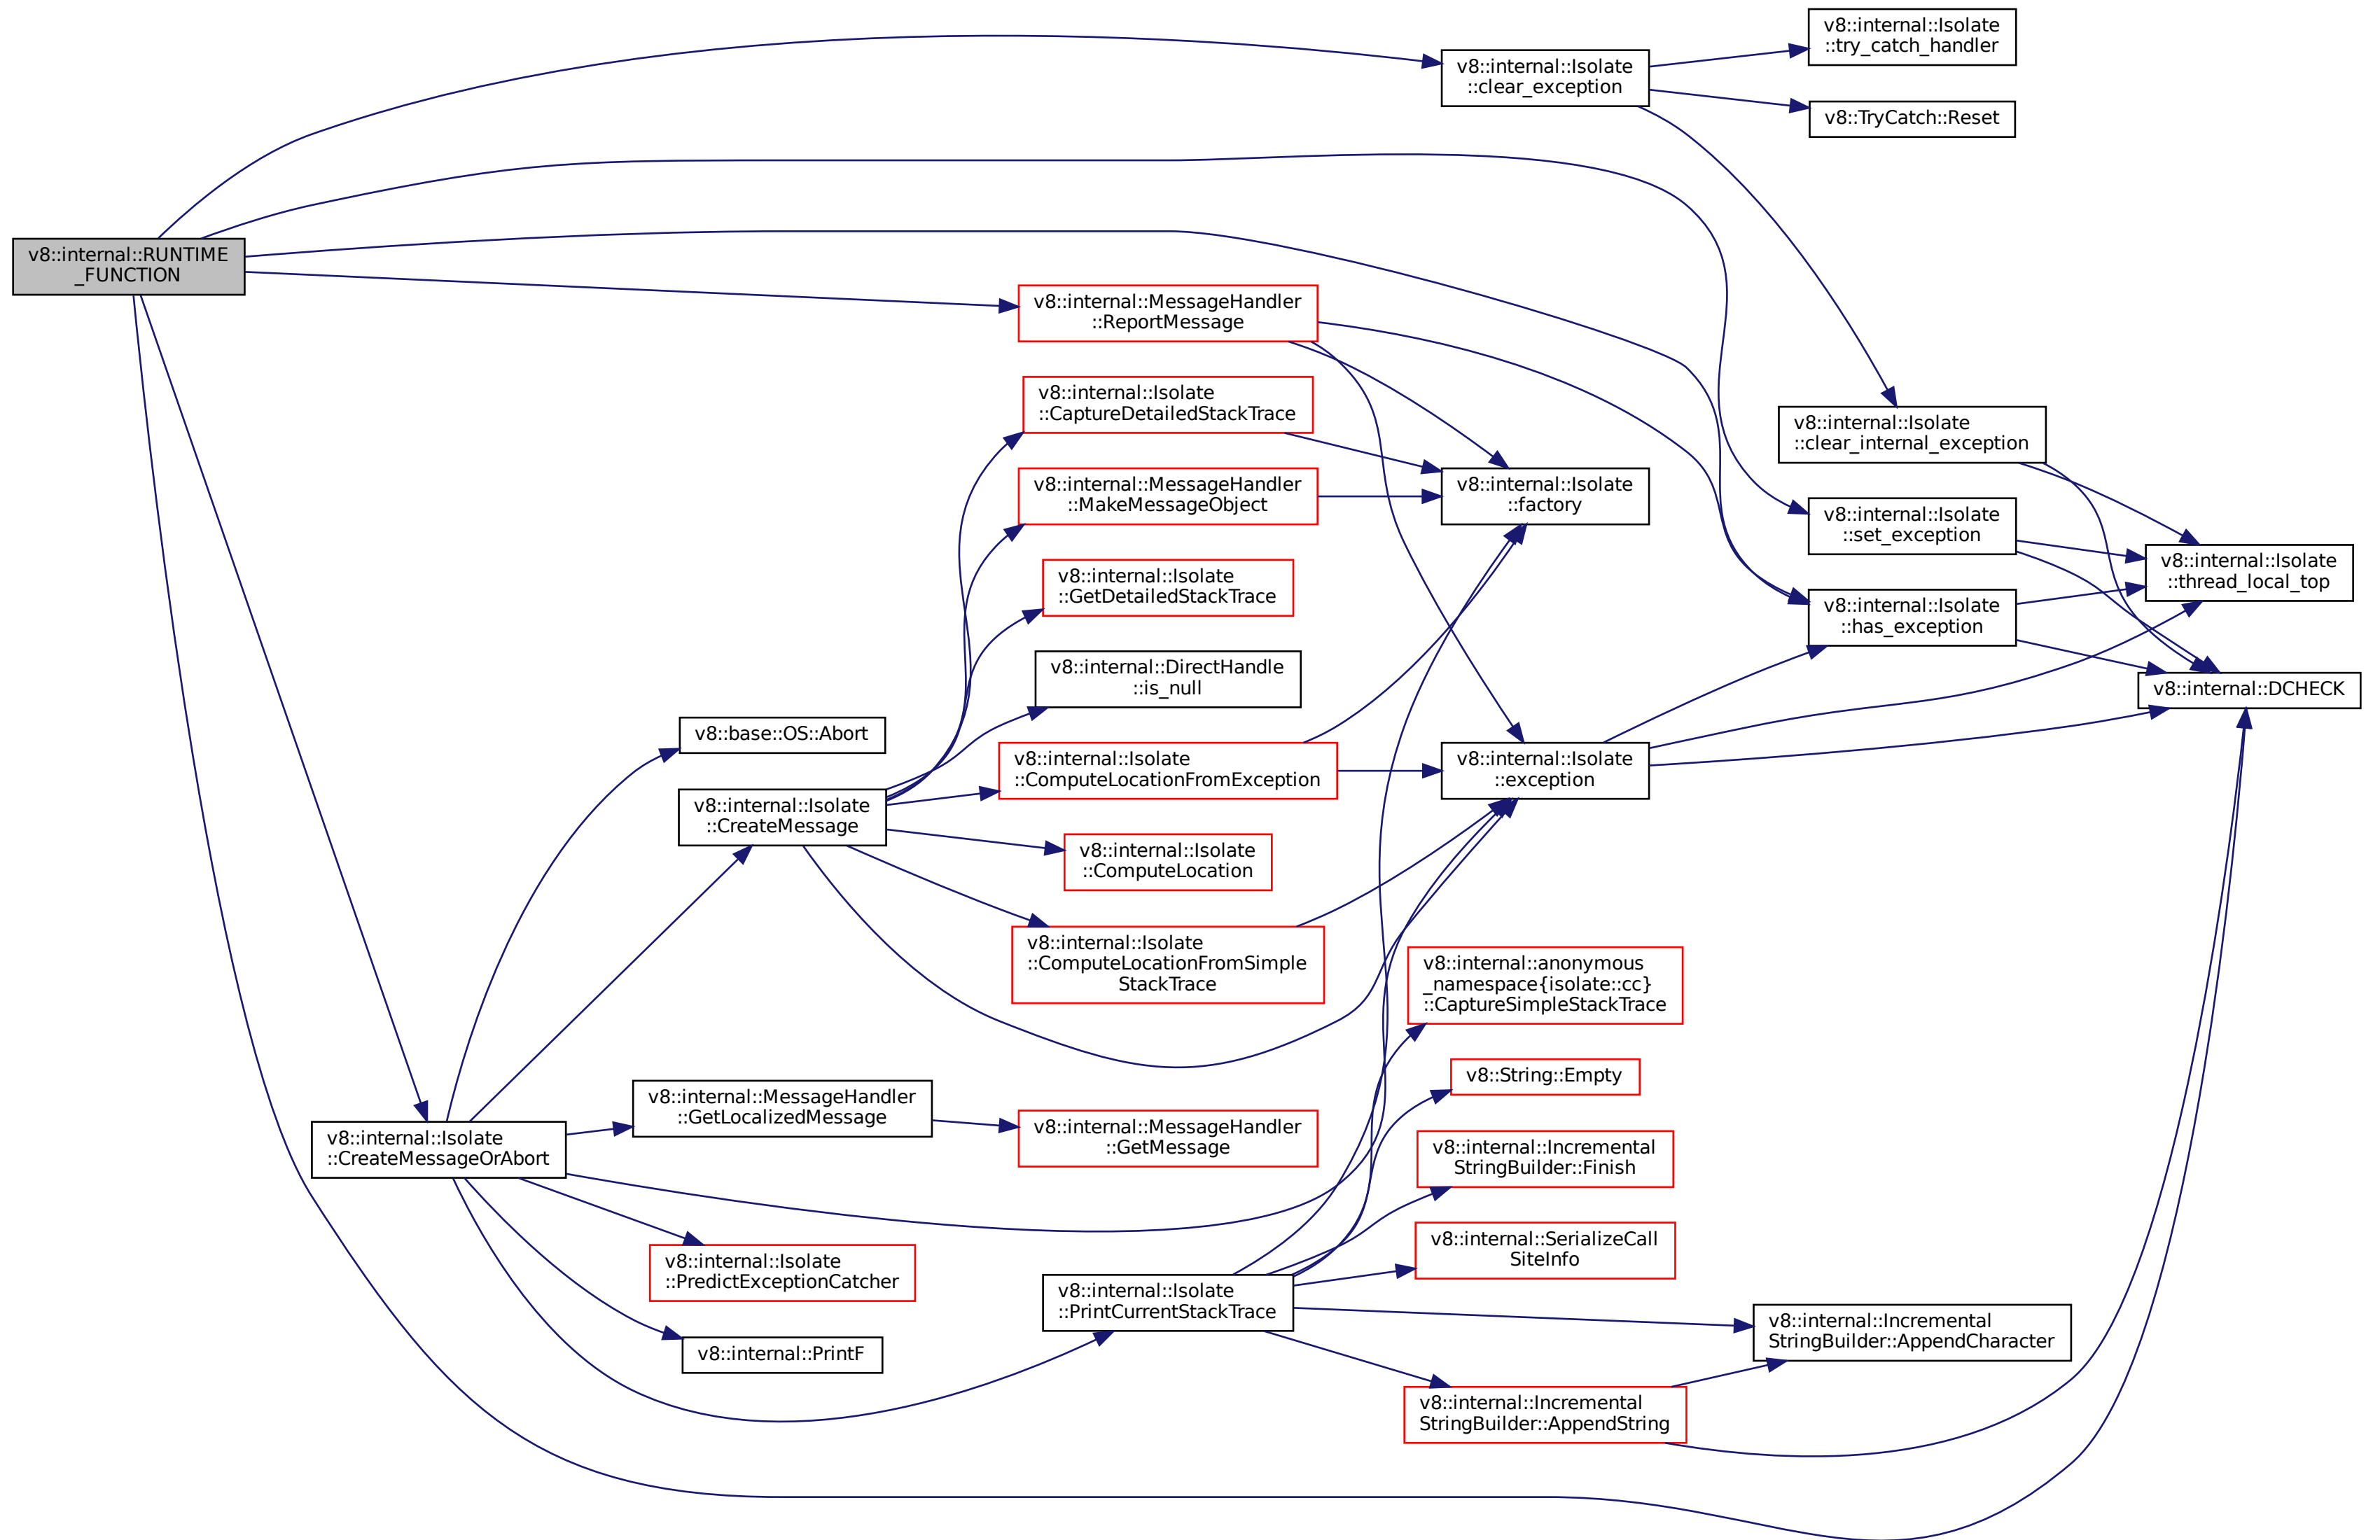 v8::internal::Isolate
::try_catch_handler
v8::internal::Isolate
::clear_exception
v8::TryCatch::Reset
v8::internal::RUNTIME
_FUNCTION
v8::internal::MessageHandler
::ReportMessage
v8::internal::Isolate
::CaptureDetailedStackTrace
v8::internal::Isolate
::clear_internal_exception
v8::internal::MessageHandler
::MakeMessageObject
v8::internal::Isolate
::factory
v8::internal::Isolate
::set_exception
v8::internal::Isolate
::GetDetailedStackTrace
v8::internal::Isolate
::thread_local_top
v8::internal::Isolate
::has_exception
v8::internal::DirectHandle
::is_null
v8::internal::DCHECK
v8::base::OS::Abort
v8::internal::Isolate
::ComputeLocationFromException
v8::internal::Isolate
::exception
v8::internal::Isolate
::CreateMessage
v8::internal::Isolate
::ComputeLocation
v8::internal::Isolate
::ComputeLocationFromSimple
StackTrace
v8::internal::anonymous
_namespace{isolate::cc}
::CaptureSimpleStackTrace
v8::String::Empty
v8::internal::MessageHandler
::GetLocalizedMessage
v8::internal::MessageHandler
::GetMessage
v8::internal::Isolate
::CreateMessageOrAbort
v8::internal::Incremental
StringBuilder::Finish
v8::internal::SerializeCall
SiteInfo
v8::internal::Isolate
::PredictExceptionCatcher
v8::internal::Isolate
::PrintCurrentStackTrace
v8::internal::Incremental
StringBuilder::AppendCharacter
v8::internal::PrintF
v8::internal::Incremental
StringBuilder::AppendString